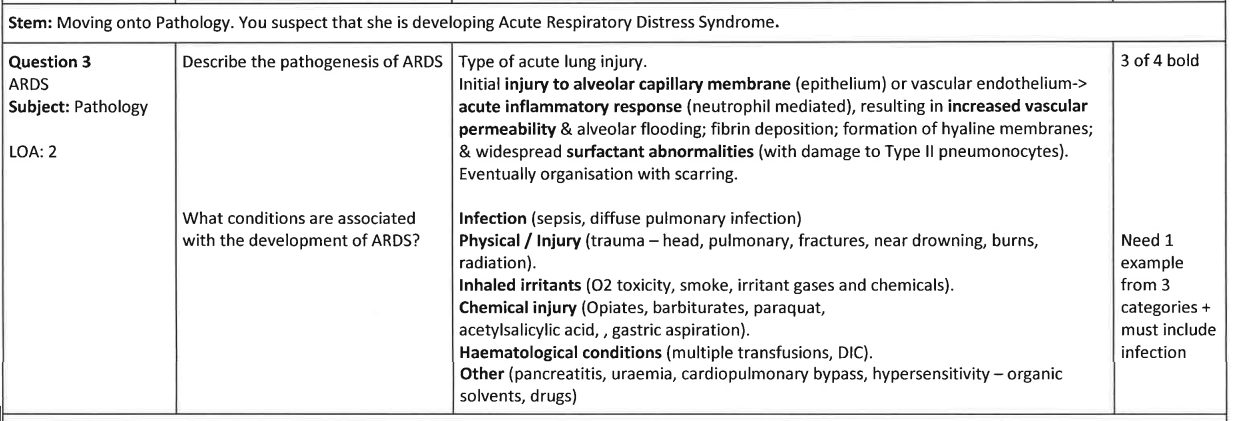 Stem: Moving onto Pathology. You suspect that she is developing Acute Respiratory Distress Syndrome.
Question 3
ARDS
Subject: Pathology
LOA: 2
Describe the pathogenesis of ARDS
Type of acute lung injury.
Initial injury to alveolar capillary membrane (epithelium) or vascular endothelium->
acute inflammatory response (neutrophil mediated), resulting in increased vascular
permeability & alveolar flooding; fibrin deposition; formation of hyaline membranes;
& widespread surfactant abnormalities (with damage to Type II pneumonocytes).
Eventually organisation with scarring.
3 of 4 bold
What conditions are associated
with the development of ARDS?
Infection (sepsis, diffuse pulmonary infection)
Physical / Injury (trauma – head, pulmonary, fractures, near drowning, burns,
radiation).
Inhaled irritants (O2 toxicity, smoke, irritant gases and chemicals).
Chemical injury (Opiates, barbiturates, paraquat,
acetylsalicylic acid, , gastric aspiration).
Haematological conditions (multiple transfusions, DIC).
Other (pancreatitis, uraemia, cardiopulmonary bypass, hypersensitivity – organic
solvents, drugs)
Need 1
example
from 3
categories +
must include
infection